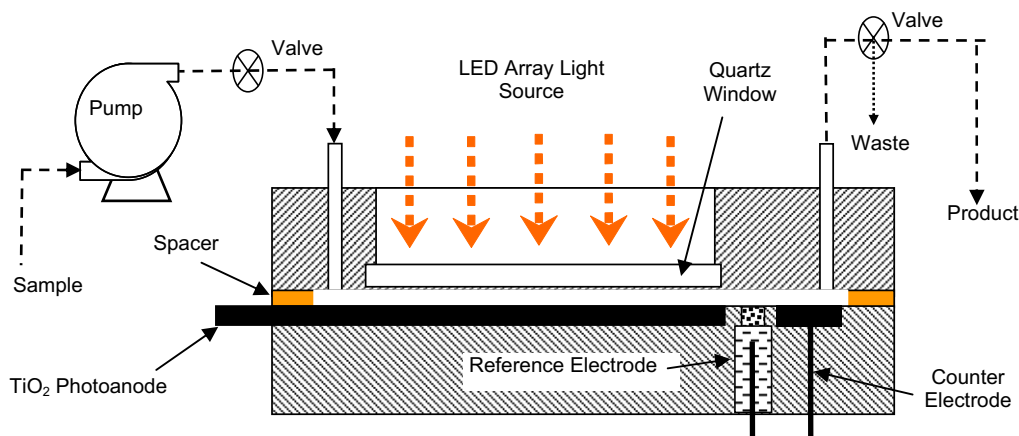 Valve
Valve
LED Array Light
Source
Quartz
Window
Pump
Waste
Product
Spacer
Sample
Reference Electrode
TiO₂ Photoanode
Counter
Electrode